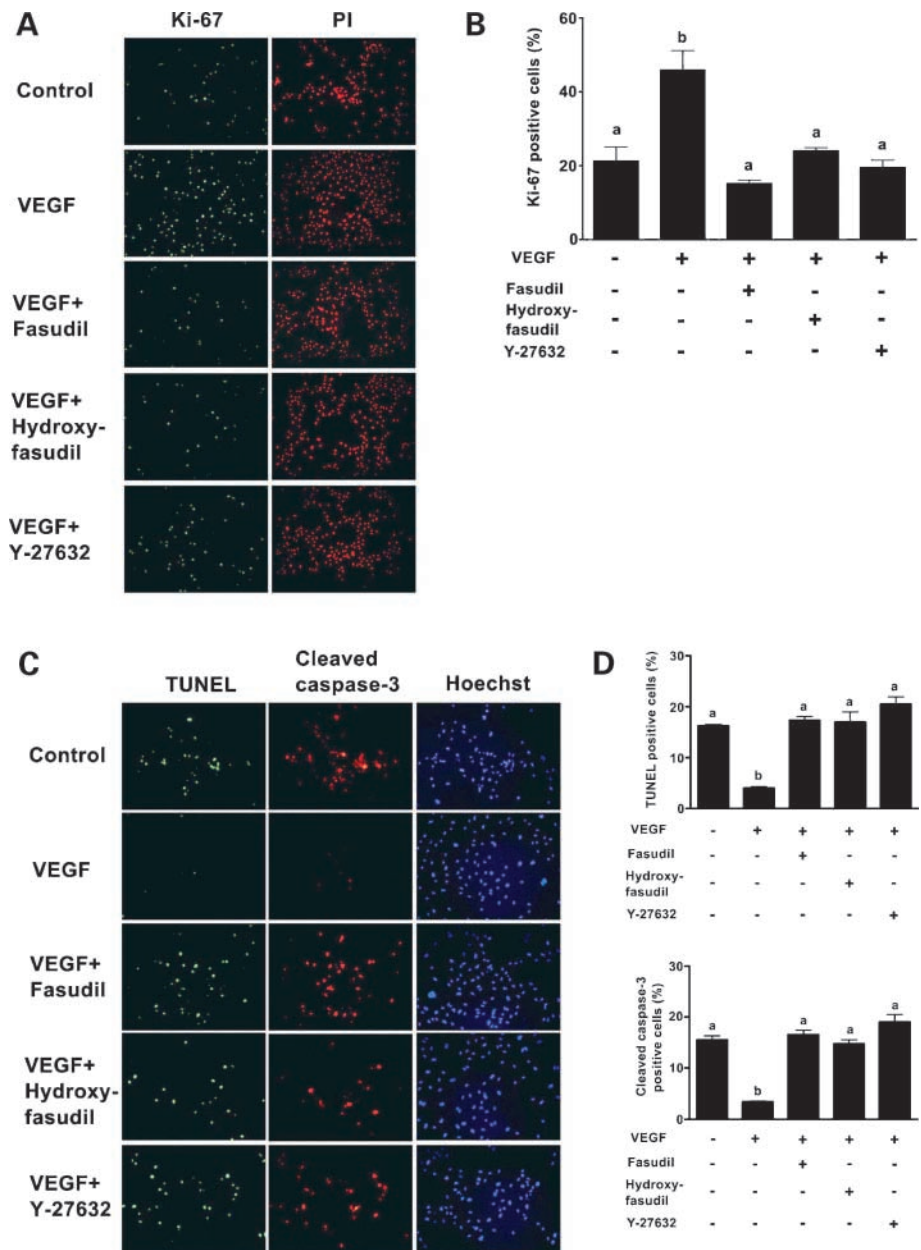 A
Ki-67 PI
Control
VEGF
VEGF+
Fasudil
VEGF+
Hydroxy-
fasudil
VEGF+
Y-27632
B
Ki-67 positive cells (%)
60
40
20
0
a b a a a
VEGF - + + + +
Fasudil - - + - -
Hydroxy-
fasudil - - - + -
Y-27632 - - - - +
C
TUNEL Cleaved
caspase-3 Hoechst
Control
VEGF
VEGF+
Fasudil
VEGF+
Hydroxy-
fasudil
VEGF+
Y-27632
D
TUNEL positive cells (%)
30
20
10
0
a b a a a
VEGF - + + + +
Fasudil - - + - -
Hydroxy-
fasudil - - - + -
Y-27632 - - - - +
Cleaved caspase-3
positive cells (%)
30
20
10
0
a b a a a
VEGF - + + + +
Fasudil - - + - -
Hydroxy-
fasudil - - - + -
Y-27632 - - - - +